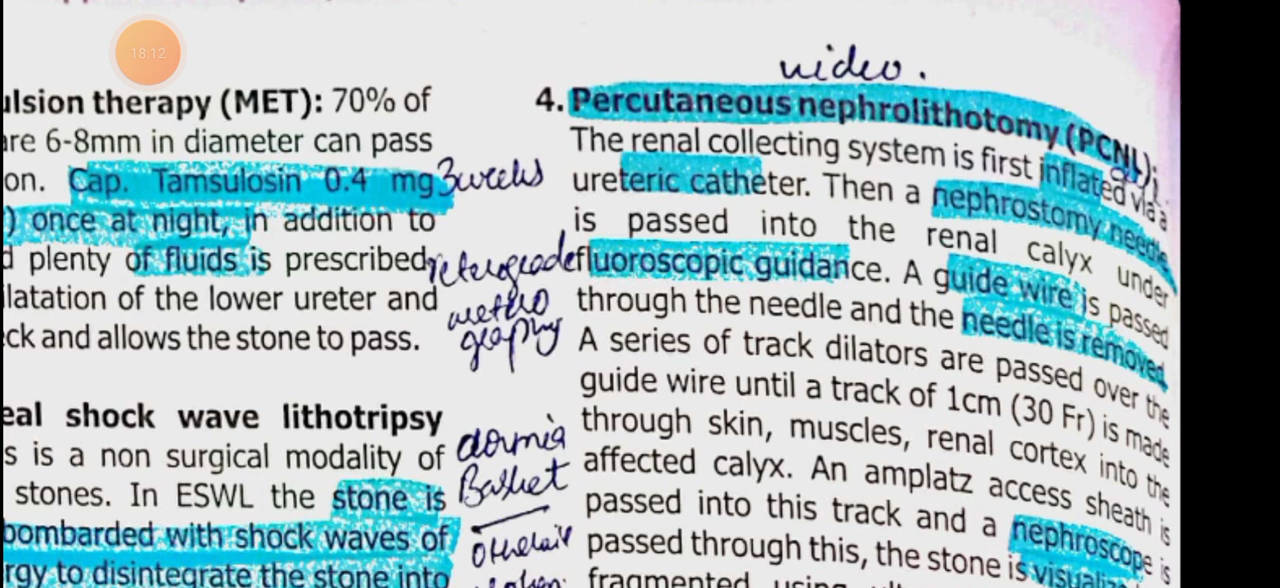 18:12
ulsion therapy (MET): 70% of
are 6-8mm in diameter can pass
on. Cap. Tamsulosin 0.4 mg
) once at night, in addition to
d plenty of fluids is prescribed
ilatation of the lower ureter and
ck and allows the stone to pass.
eal shock wave lithotripsy
s is a non surgical modality of
stones. In ESWL the stone is
bombarded with shock waves of
rgy to disintegrate the stone into
3 weeks
dormia
Basket
video.
4. Percutaneous nephrolithotomy (PCNL):
The renal collecting system is first inflated via a
ureteric catheter. Then a nephrostomy needle
is passed into the renal calyx under
fluoroscopic guidance. A guide wire is passed
through the needle and the needle is removed
A series of track dilators are passed over the
guide wire until a track of 1cm (30 Fr) is made
through skin, muscles, renal cortex into the
affected calyx. An amplatz access sheath is
passed into this track and a nephroscope is
passed through this, the stone is
fragmented using